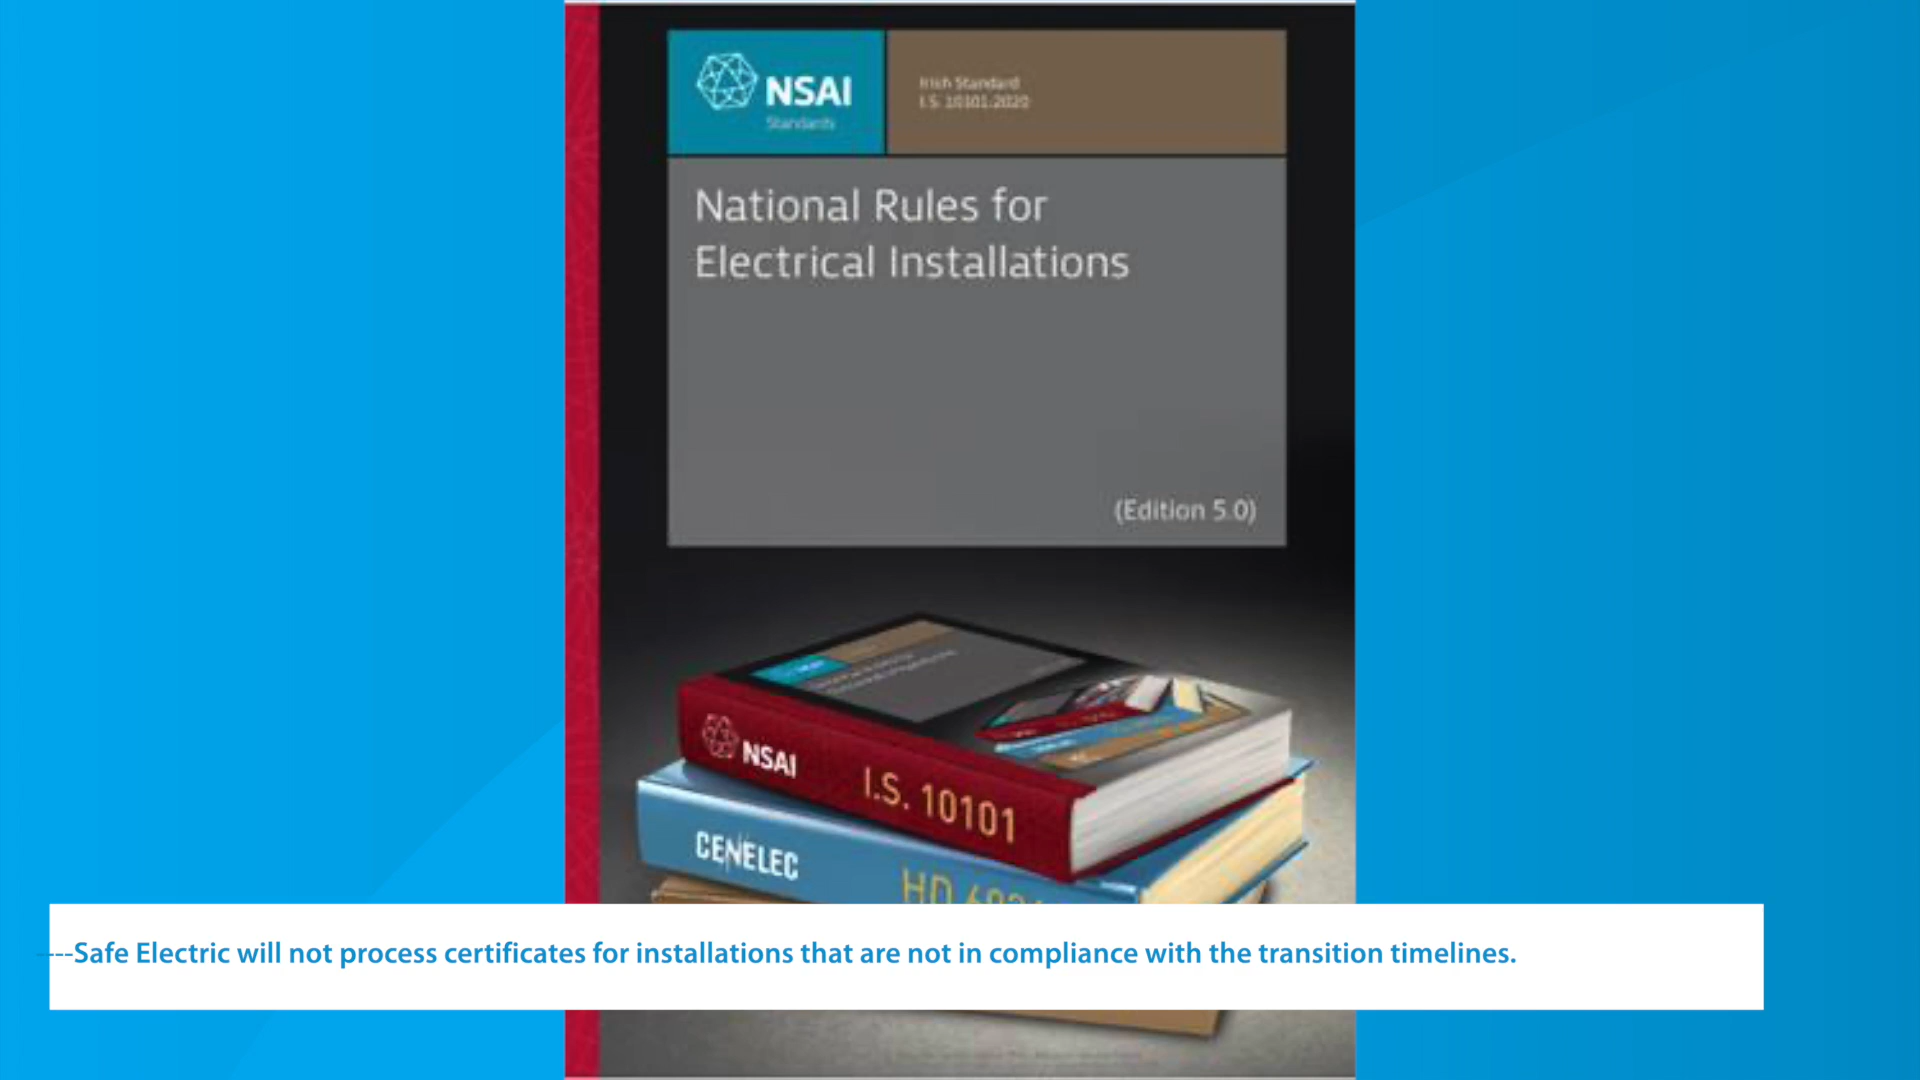 NSAI
Standards
Irish Standard
I.S. 10101:2020
National Rules for
Electrical Installations
(Edition 5.0)
NSAI
I.S. 10101
CENELEC
HD
----Safe Electric will not process certificates for installations that are not in compliance with the transition timelines.